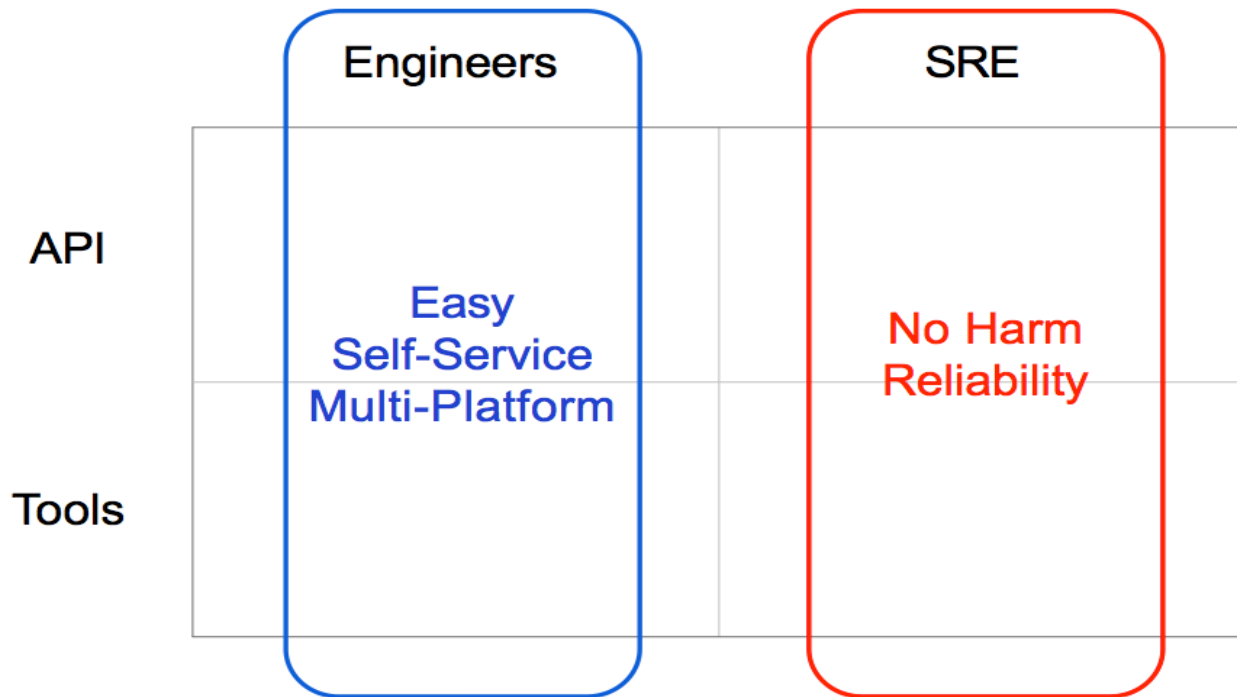 Engineers
SRE
API
Easy
Self-Service
Multi-Platform
No Harm
Reliability
Tools